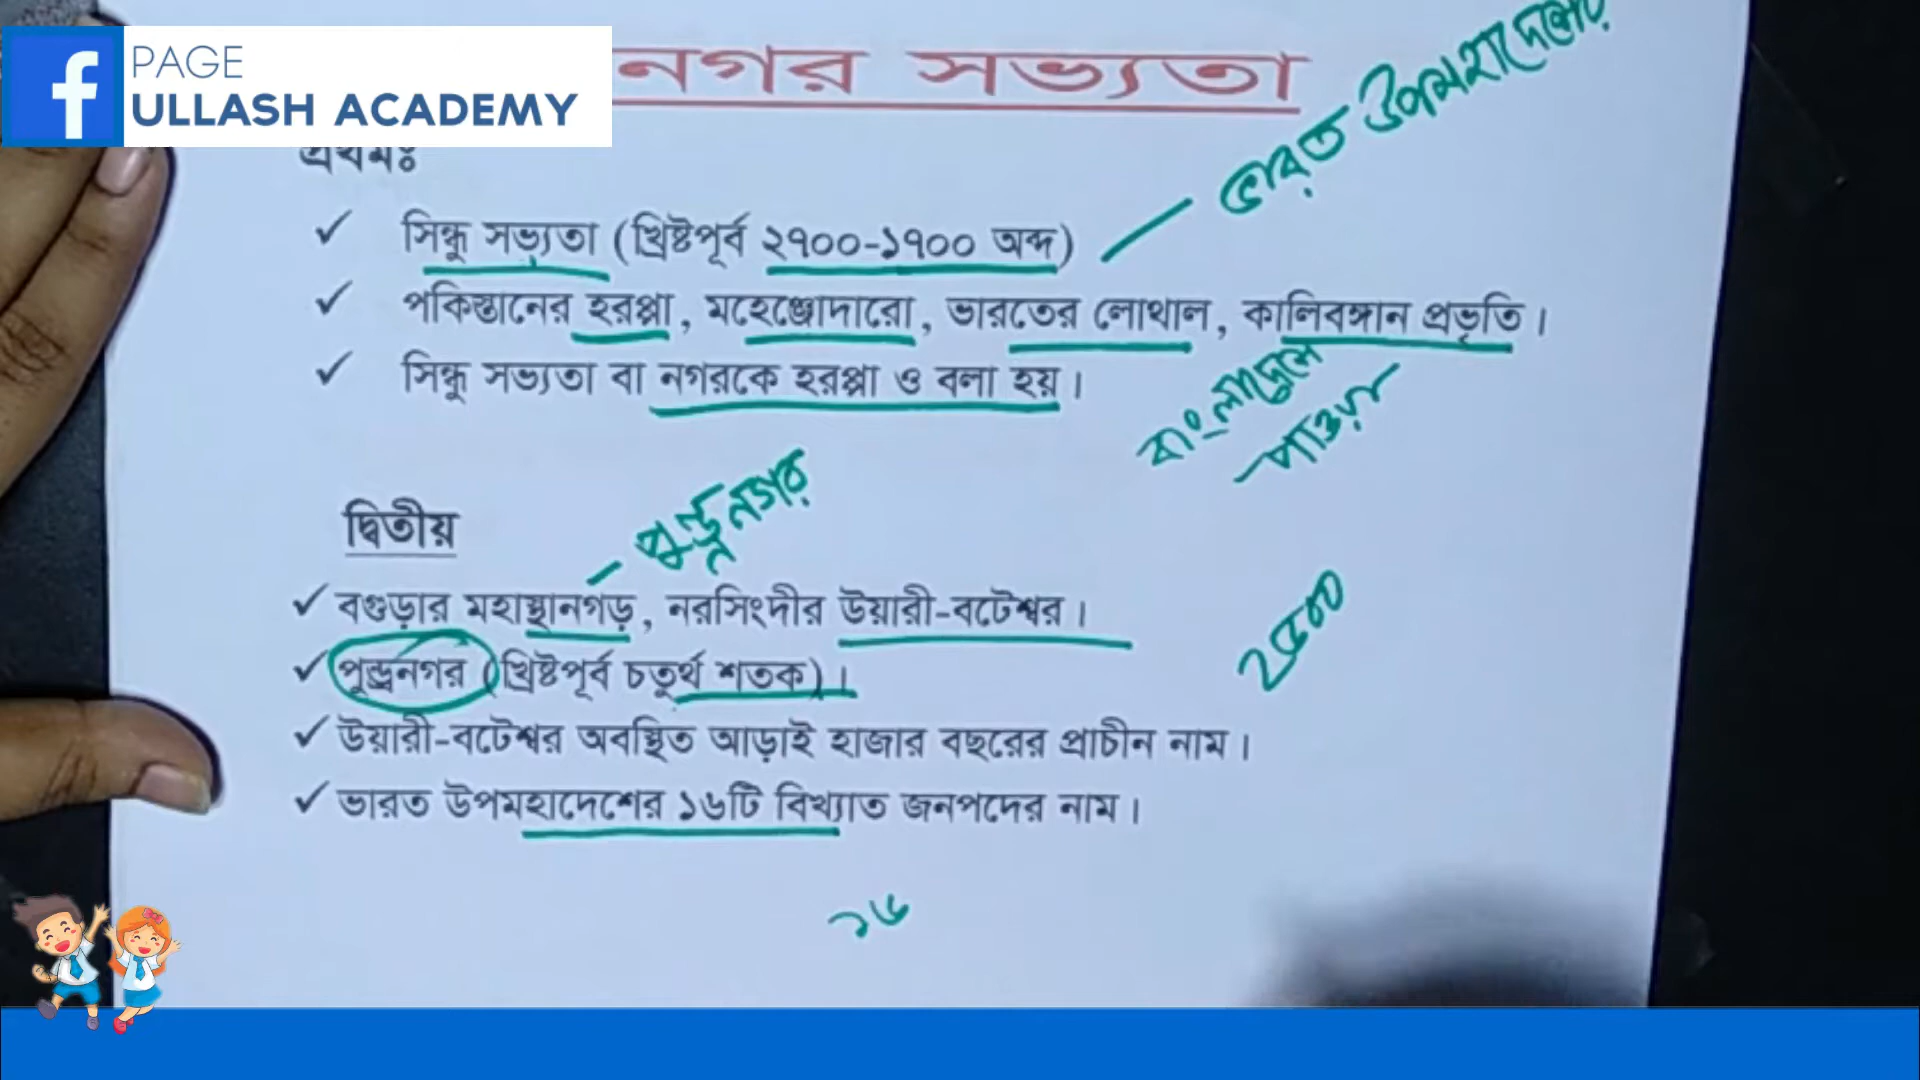 PAGE
ULLASH ACADEMY
নগর সভ্যতা
ভারত উপমহাদেশের
প্রথমঃ
✓ সিন্ধু সভ্যতা (খ্রিষ্টপূর্ব ২৭০০-১৭০০ অব্দ)
✓ পকিস্তানের হরপ্পা, মহেঞ্জোদারো, ভারতের লোথাল, কালিবঙ্গান প্রভৃতি।
✓ সিন্ধু সভ্যতা বা নগরকে হরপ্পা ও বলা হয়।
বাংলাদেশে
পাওয়া
পুন্ড্রনগর
দ্বিতীয়
✓ বগুড়ার মহাস্থানগড়, নরসিংদীর উয়ারী-বটেশ্বর।
✓ পুন্ড্রনগর (খ্রিষ্টপূর্ব চতুর্থ শতক)।
২৫০০
✓ উয়ারী-বটেশ্বর অবস্থিত আড়াই হাজার বছরের প্রাচীন নাম।
✓ ভারত উপমহাদেশের ১৬টি বিখ্যাত জনপদের নাম।
১৬